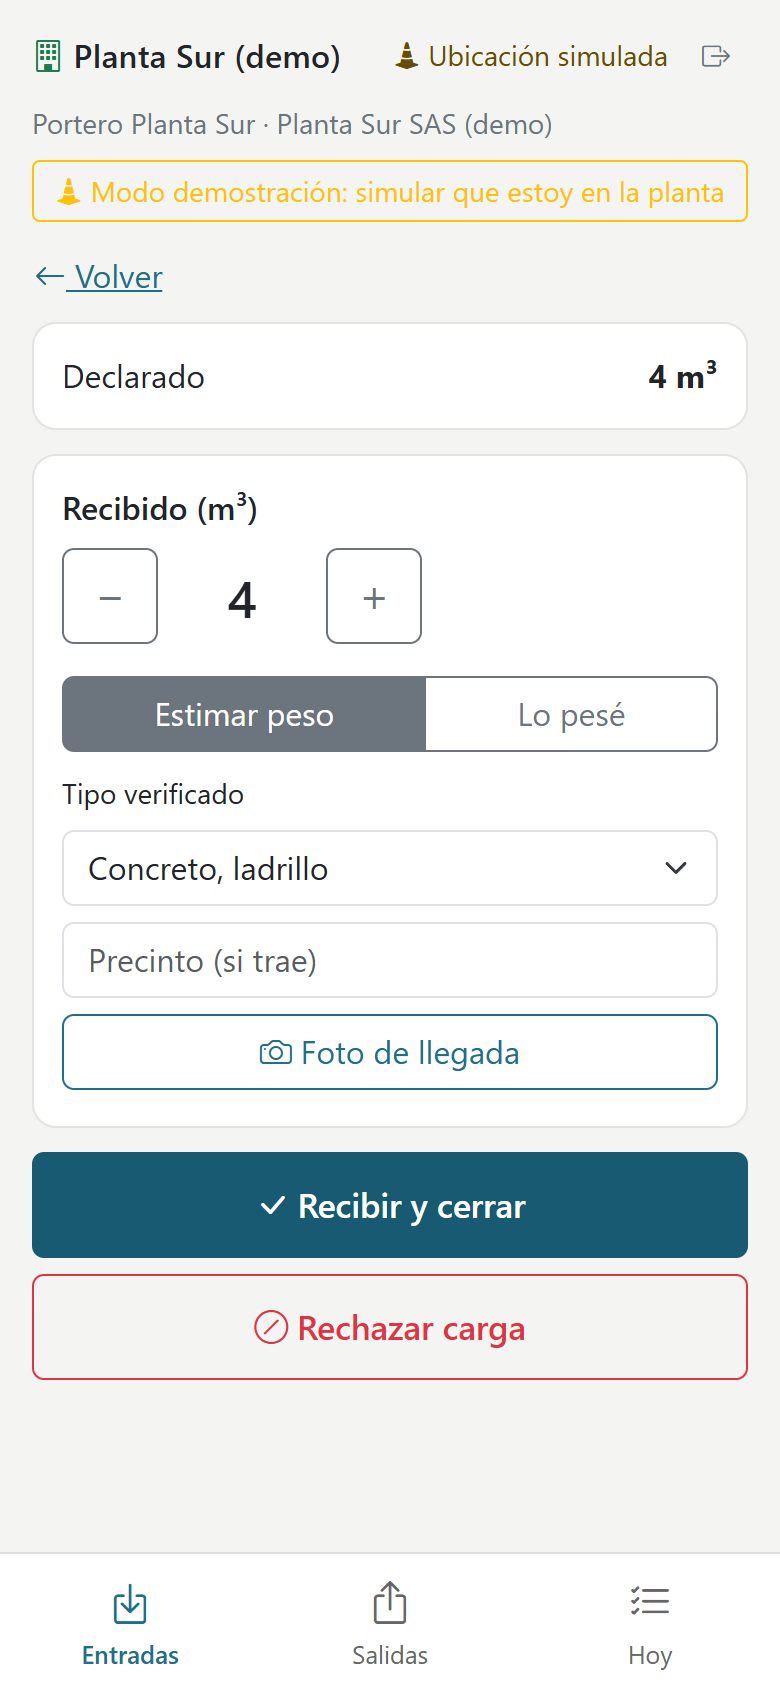 Planta Sur (demo)
Ubicación simulada
Portero Planta Sur · Planta Sur SAS (demo)
Modo demostración: simular que estoy en la planta
← Volver
Declarado
4 m³
Recibido (m³)
− 4 +
Estimar peso
Lo pesé
Tipo verificado
Concreto, ladrillo
Precinto (si trae)
Foto de llegada
Recibir y cerrar
Rechazar carga
Entradas
Salidas
Hoy